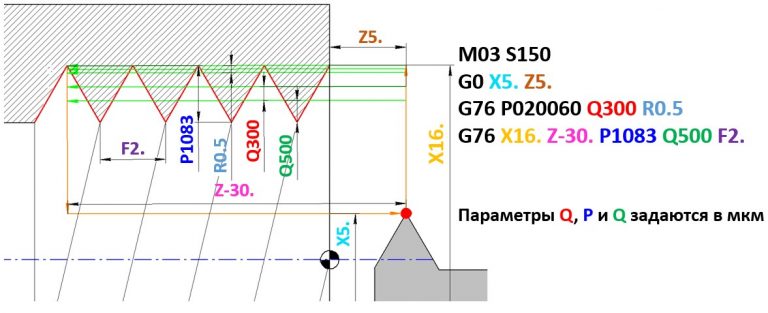 Z5.
M03 S150
G0 X5. Z5.
G76 P020060 Q300 R0.5
G76 X16. Z-30. P1083 Q500 F2.
F2.
P1083
R0.5
Q300
Q500
X16.
Z-30.
X5.
Параметры Q, P и Q задаются в мкм